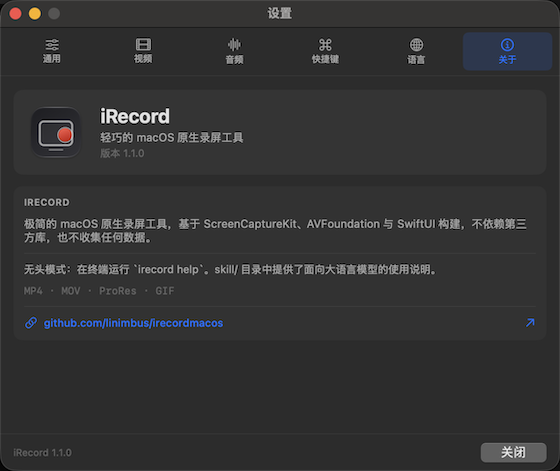 设置
通用
视频
音频
快捷键
语言
关于
iRecord
轻巧的 macOS 原生录屏工具
版本 1.1.0
IRECORD
极简的 macOS 原生录屏工具，基于 ScreenCaptureKit、AVFoundation 与 SwiftUI 构建，不依赖第三
方库，也不收集任何数据。
无头模式：在终端运行 `irecord help`。skill/ 目录中提供了面向大语言模型的使用说明。
MP4 · MOV · ProRes · GIF
github.com/linimbus/irecordmacos
iRecord 1.1.0
关闭